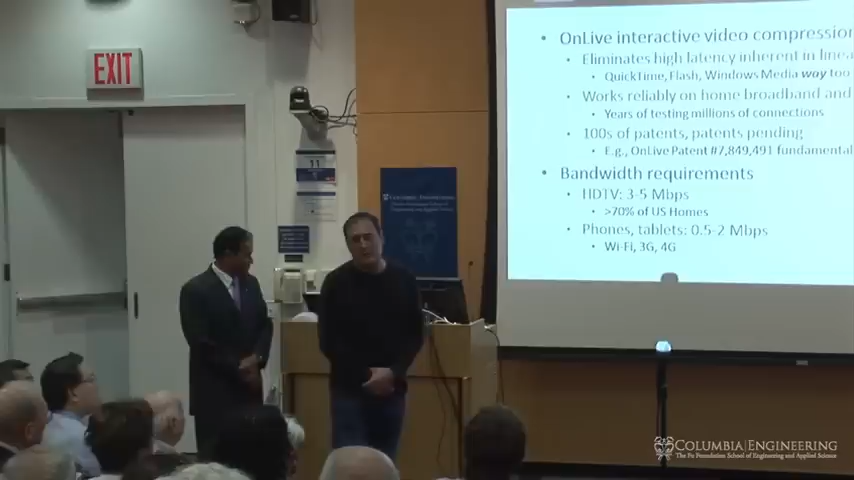 EXIT
11
COLUMBIA ENGINEERING
• OnLive interactive video compression
• Eliminates high latency inherent in linea
• QuickTime, Flash, Windows Media way too
• Works reliably on home broadband and
• Years of testing millions of connections
• 100s of patents, patents pending
• E.g., OnLive Patent #7,849,491 fundamental
• Bandwidth requirements
• HDTV: 3-5 Mbps
• >70% of US Homes
• Phones, tablets: 0.5-2 Mbps
• Wi-Fi, 3G, 4G
COLUMBIA | ENGINEERING
The Fu Foundation School of Engineering and Applied Science